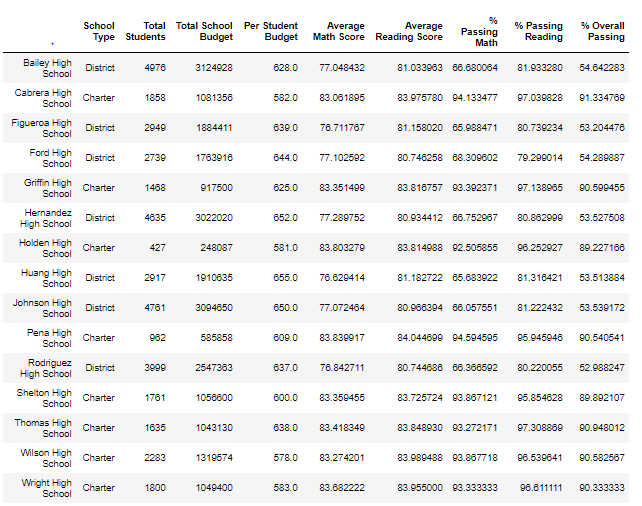 School Type Total Students Total School Budget Per Student Budget Average Math Score Average Reading Score % Passing Math % Passing Reading % Overall Passing
Bailey High School District 4976 3124928 628.0 77.048432 81.033963 66.680064 81.933280 54.642283
Cabrera High School Charter 1858 1081356 582.0 83.061895 83.975780 94.133477 97.039828 91.334769
Figueroa High School District 2949 1884411 639.0 76.711767 81.158020 65.988471 80.739234 53.204476
Ford High School District 2739 1763916 644.0 77.102592 80.746258 68.309602 79.299014 54.289887
Griffin High School Charter 1468 917500 625.0 83.351499 83.816757 93.392371 97.138965 90.599455
Hernandez High School District 4635 3022020 652.0 77.289752 80.934412 66.752967 80.862999 53.527508
Holden High School Charter 427 248087 581.0 83.803279 83.814988 92.505855 96.252927 89.227166
Huang High School District 2917 1910635 655.0 76.629414 81.182722 65.683922 81.316421 53.513884
Johnson High School District 4761 3094650 650.0 77.072464 80.966394 66.057551 81.222432 53.539172
Pena High School Charter 962 585858 609.0 83.839917 84.044699 94.594595 95.945946 90.540541
Rodriguez High School District 3999 2547363 637.0 76.842711 80.744686 66.366592 80.220055 52.988247
Shelton High School Charter 1761 1056600 600.0 83.359455 83.725724 93.867121 95.854628 89.892107
Thomas High School Charter 1635 1043130 638.0 83.418349 83.848930 93.272171 97.308869 90.948012
Wilson High School Charter 2283 1319574 578.0 83.274201 83.989488 93.867718 96.539641 90.582567
Wright High School Charter 1800 1049400 583.0 83.682222 83.955000 93.333333 96.611111 90.333333